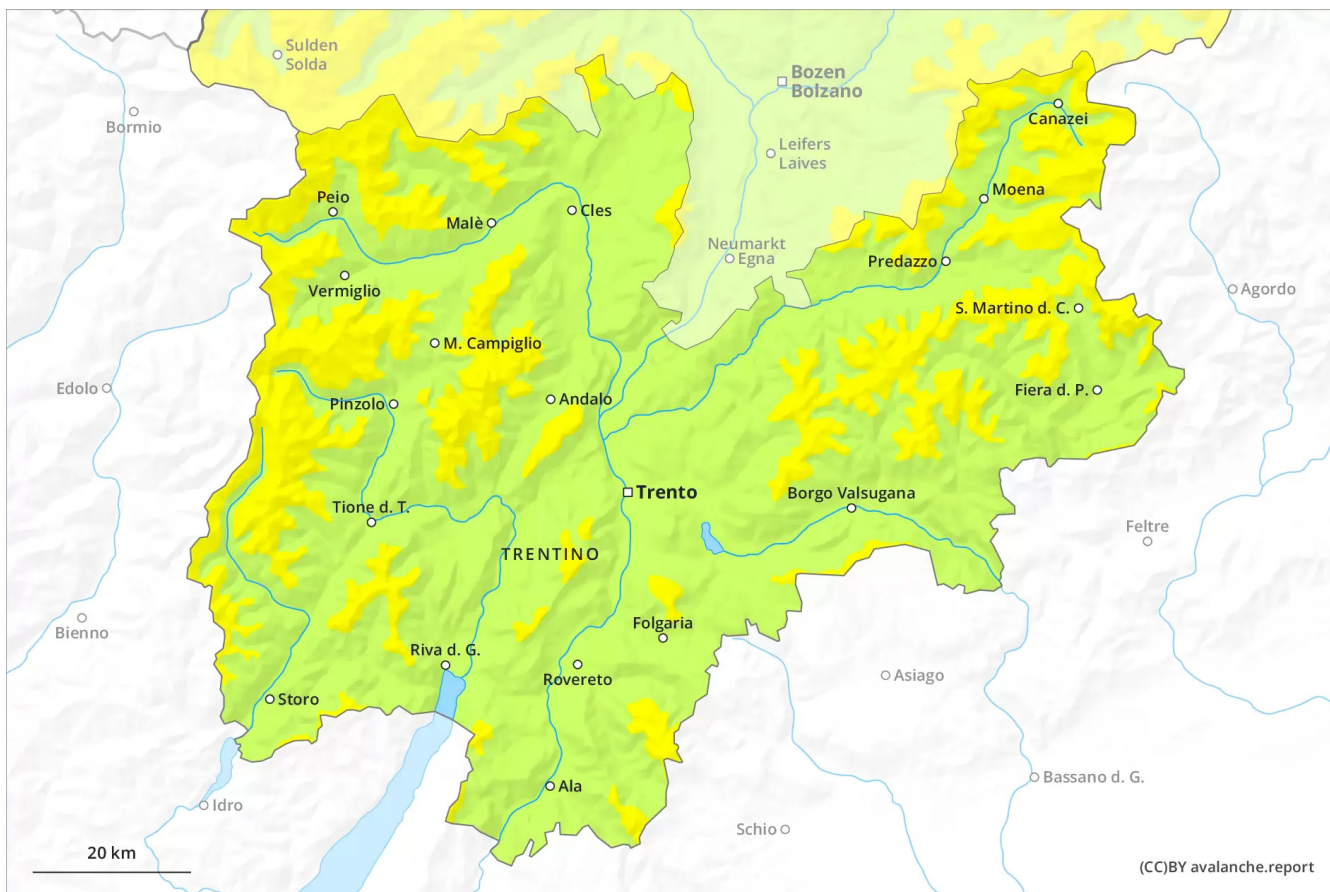 Sulden
Solda
Bozen
Bolzano
Bormio
Canazei
Leifers
Laives
Peio
Moena
Malè
Cles
Neumarkt
Egna
Predazzo
Vermiglio
Agordo
S. Martino d. C.
M. Campiglio
Edolo
Pinzolo
Andalo
Fiera d. P.
Trento
Borgo Valsugana
Tione d. T.
Feltre
TRENTINO
Bienno
Folgaria
Riva d. G.
Rovereto
Asiago
Storo
Bassano d. G.
Ala
Idro
Schio
20 km
(CC)BY avalanche.report